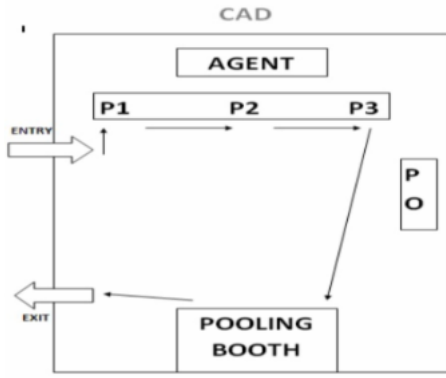 CAD
AGENT
P1 P2 P3
ENTRY
P
O
EXIT
POOLING
BOOTH